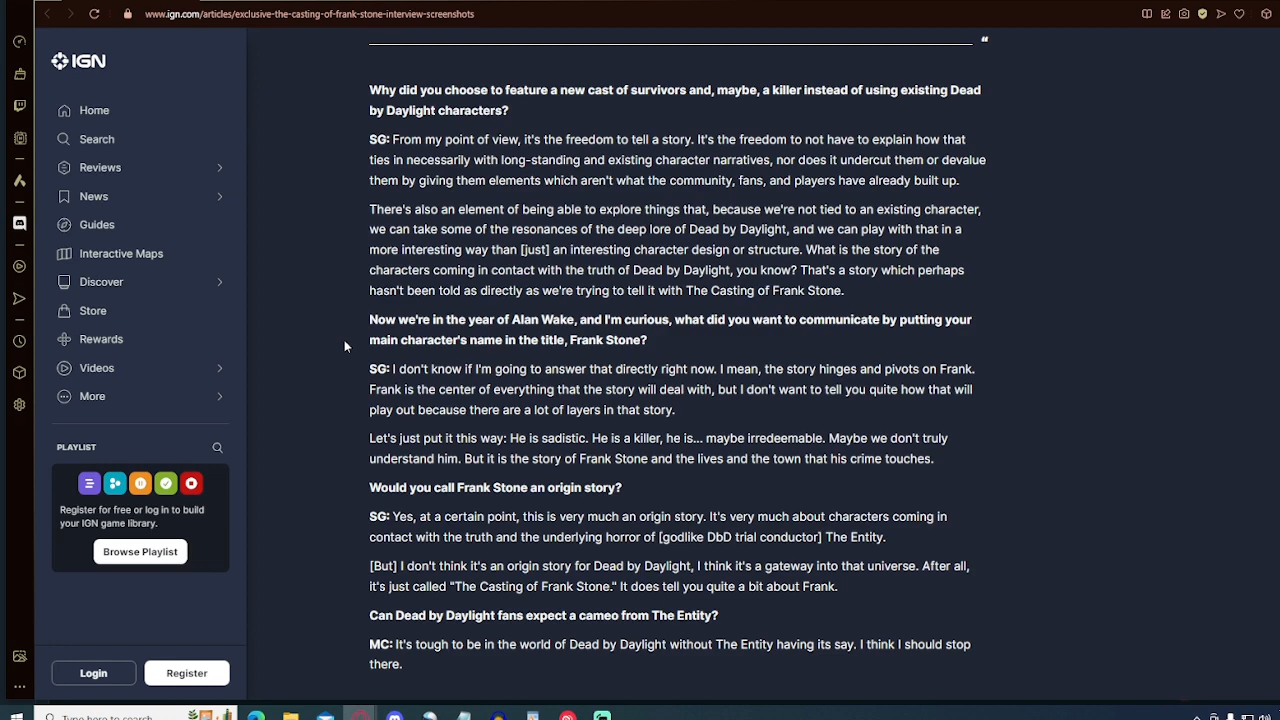 www.ign.com/articles/exclusive-the-casting-of-frank-stone-interview-screenshots
IGN
Home
Search
Reviews
News
Guides
Interactive Maps
Discover
Store
Rewards
Videos
More
PLAYLIST
Register for free or log in to build
your IGN game library.
Browse Playlist
Login
Register
“
Why did you choose to feature a new cast of survivors and, maybe, a killer instead of using existing Dead
by Daylight characters?
SG: From my point of view, it's the freedom to tell a story. It's the freedom to not have to explain how that
ties in necessarily with long-standing and existing character narratives, nor does it undercut them or devalue
them by giving them elements which aren't what the community, fans, and players have already built up.
There's also an element of being able to explore things that, because we're not tied to an existing character,
we can take some of the resonances of the deep lore of Dead by Daylight, and we can play with that in a
more interesting way than [just] an interesting character design or structure. What is the story of the
characters coming in contact with the truth of Dead by Daylight, you know? That's a story which perhaps
hasn't been told as directly as we're trying to tell it with The Casting of Frank Stone.
Now we're in the year of Alan Wake, and I'm curious, what did you want to communicate by putting your
main character's name in the title, Frank Stone?
SG: I don't know if I'm going to answer that directly right now. I mean, the story hinges and pivots on Frank.
Frank is the center of everything that the story will deal with, but I don't want to tell you quite how that will
play out because there are a lot of layers in that story.
Let's just put it this way: He is sadistic. He is a killer, he is... maybe irredeemable. Maybe we don't truly
understand him. But it is the story of Frank Stone and the lives and the town that his crime touches.
Would you call Frank Stone an origin story?
SG: Yes, at a certain point, this is very much an origin story. It's very much about characters coming in
contact with the truth and the underlying horror of [godlike DbD trial conductor] The Entity.
[But] I don't think it's an origin story for Dead by Daylight, I think it's a gateway into that universe. After all,
it's just called "The Casting of Frank Stone." It does tell you quite a bit about Frank.
Can Dead by Daylight fans expect a cameo from The Entity?
MC: It's tough to be in the world of Dead by Daylight without The Entity having its say. I think I should stop
there.
Type here to search